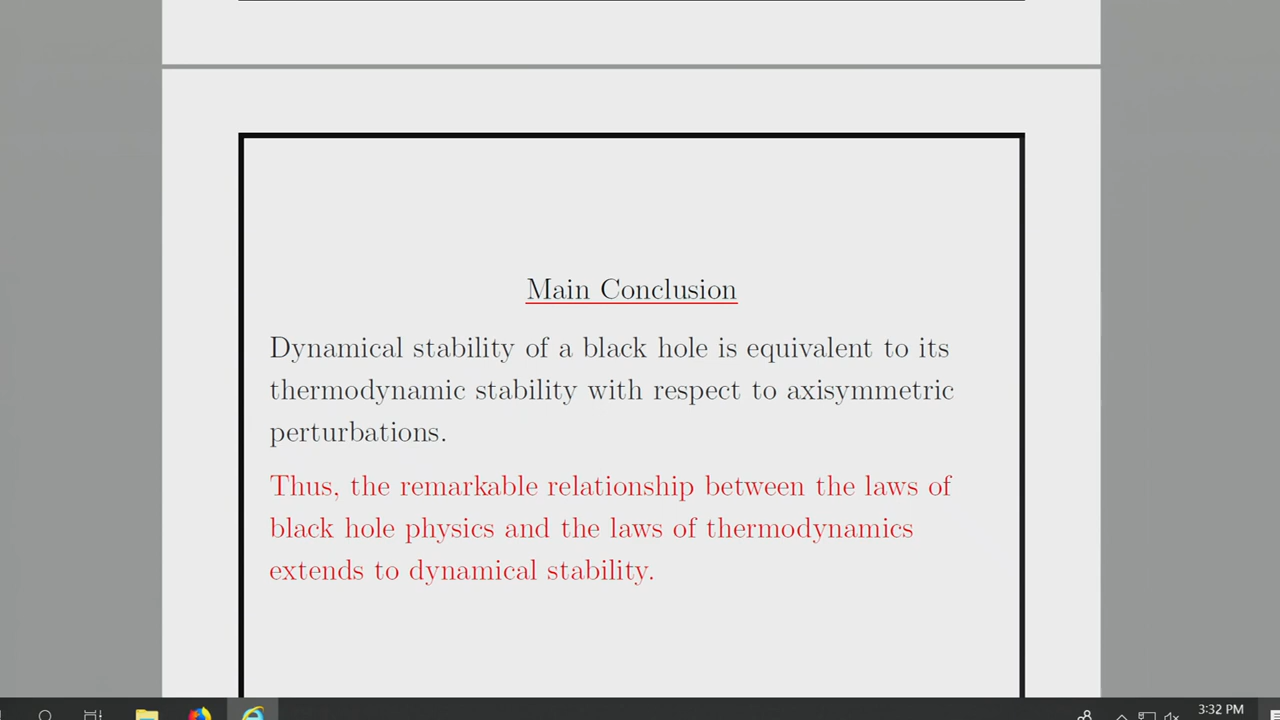 Main Conclusion
Dynamical stability of a black hole is equivalent to its
thermodynamic stability with respect to axisymmetric
perturbations.
Thus, the remarkable relationship between the laws of
black hole physics and the laws of thermodynamics
extends to dynamical stability.
3:32 PM